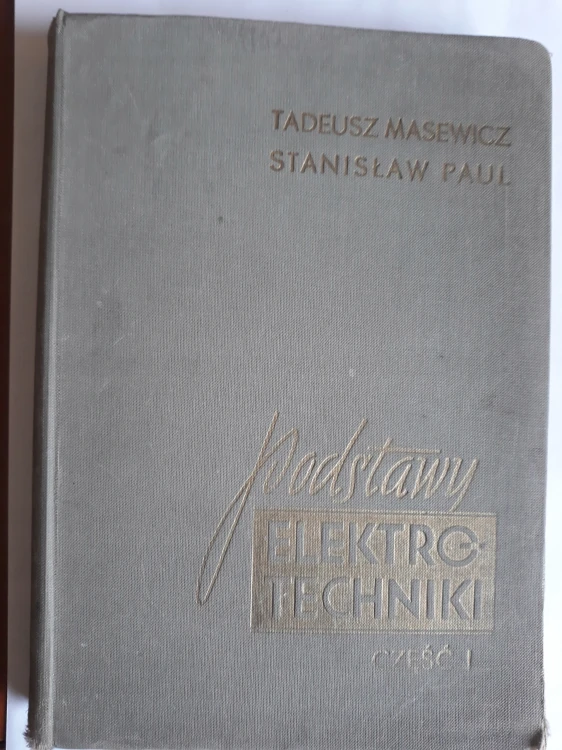 TADEUSZ MASEWICZ
STANISŁAW PAUL
podstawy
ELEKTRO-
TECHNIKI
CZĘŚĆ I